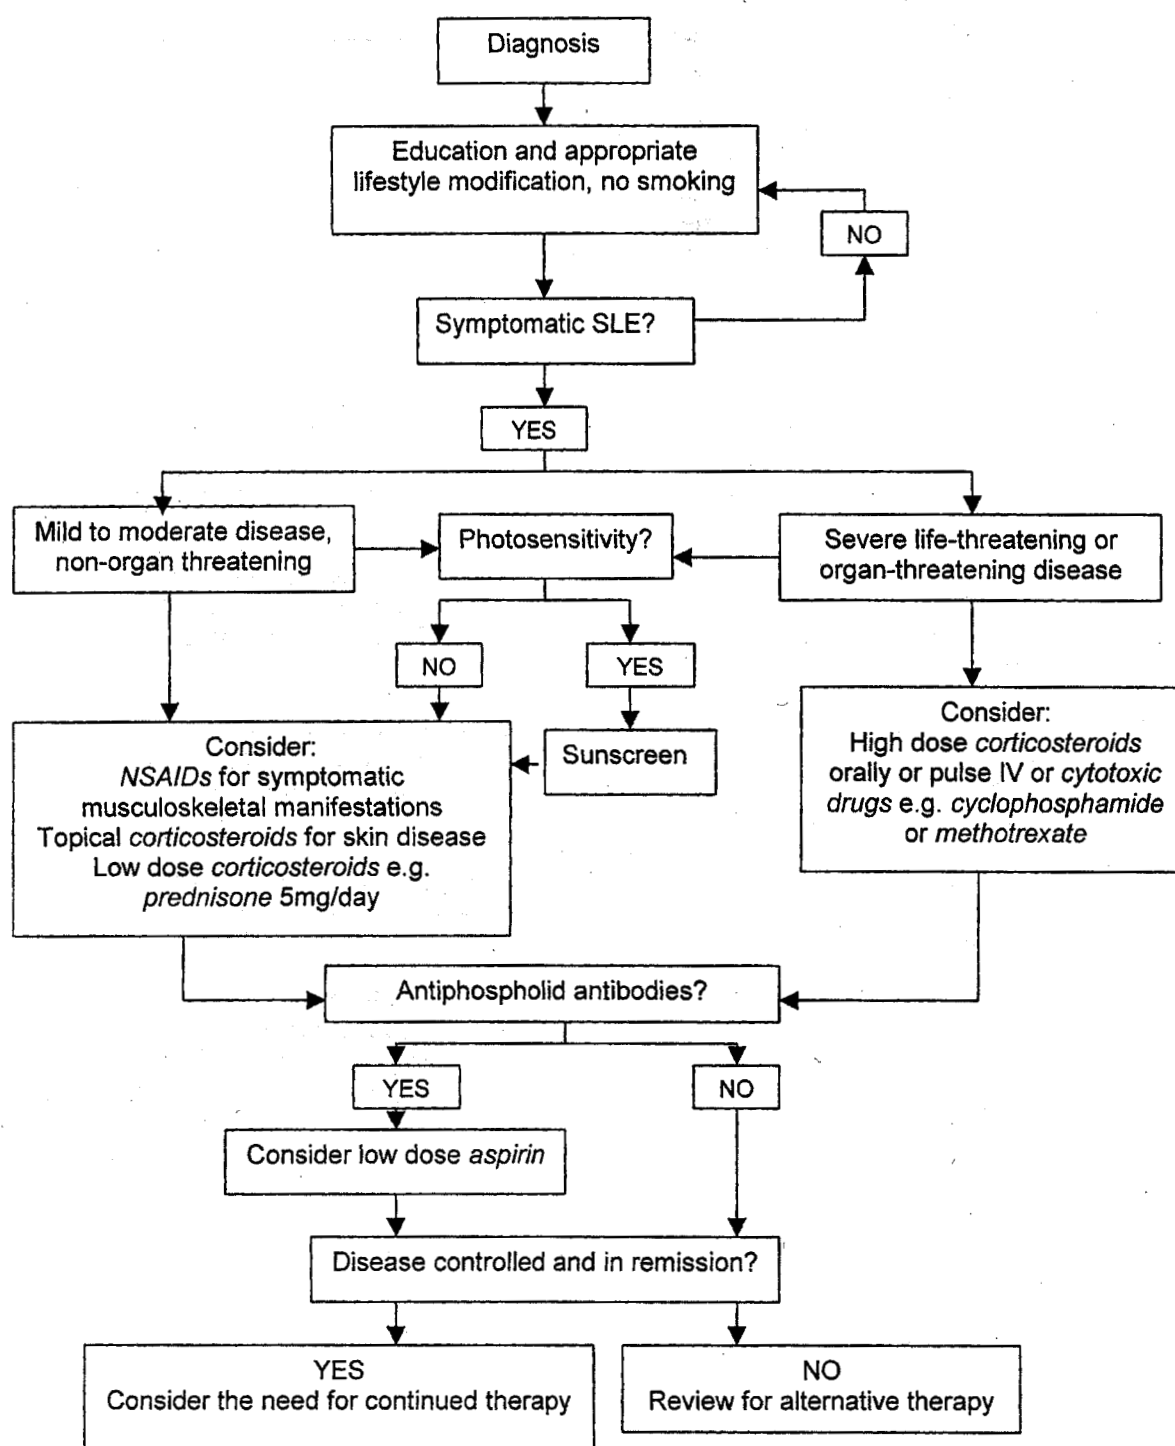 Diagnosis
Education and appropriate
lifestyle modification, no smoking
NO
Symptomatic SLE?
YES
Mild to moderate disease,
non-organ threatening
Photosensitivity?
Severe life-threatening or
organ-threatening disease
NO
YES
Sunscreen
Consider:
NSAIDs for symptomatic
musculoskeletal manifestations
Topical corticosteroids for skin disease
Low dose corticosteroids e.g.
prednisone 5mg/day
Consider:
High dose corticosteroids
orally or pulse IV or cytotoxic
drugs e.g. cyclophosphamide
or methotrexate
Antiphospholid antibodies?
YES
NO
Consider low dose aspirin
Disease controlled and in remission?
YES
Consider the need for continued therapy
NO
Review for alternative therapy